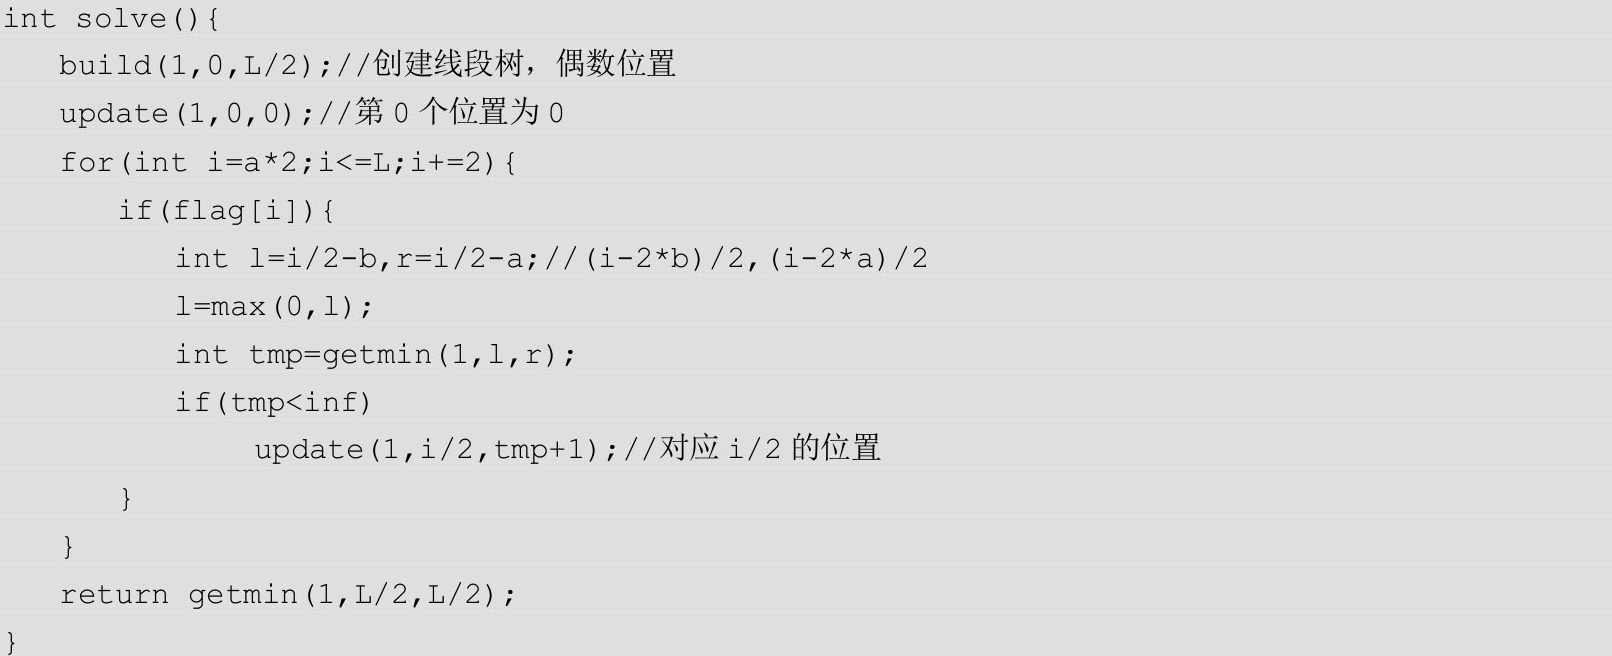 int solve(){
build(1,0,L/2);//创建线段树，偶数位置
update(1,0,0);//第 0 个位置为 0
for(int i=a*2;i<=L;i+=2){
if(flag[i]){
int l=i/2-b,r=i/2-a;//(i-2*b)/2,(i-2*a)/2
l=max(0,l);
int tmp=getmin(1,l,r);
if(tmp<inf)
update(1,i/2,tmp+1);//对应 i/2 的位置
}
}
return getmin(1,L/2,L/2);
}